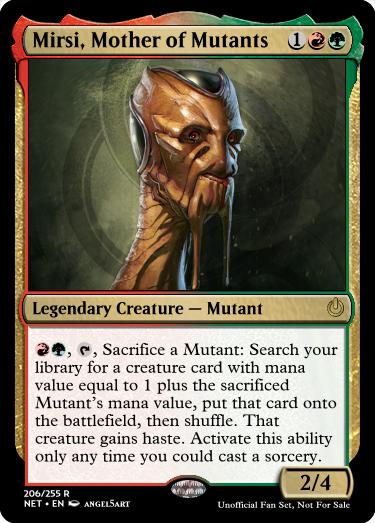 Mirsi, Mother of Mutants 1
Legendary Creature — Mutant
, , Sacrifice a Mutant: Search your
library for a creature card with mana
value equal to 1 plus the sacrificed
Mutant's mana value, put that card onto
the battlefield, then shuffle. That
creature gains haste. Activate this ability
only any time you could cast a sorcery.
2/4
206/255 R
NET • EN ANGEL5ART
Unofficial Fan Set, Not For Sale